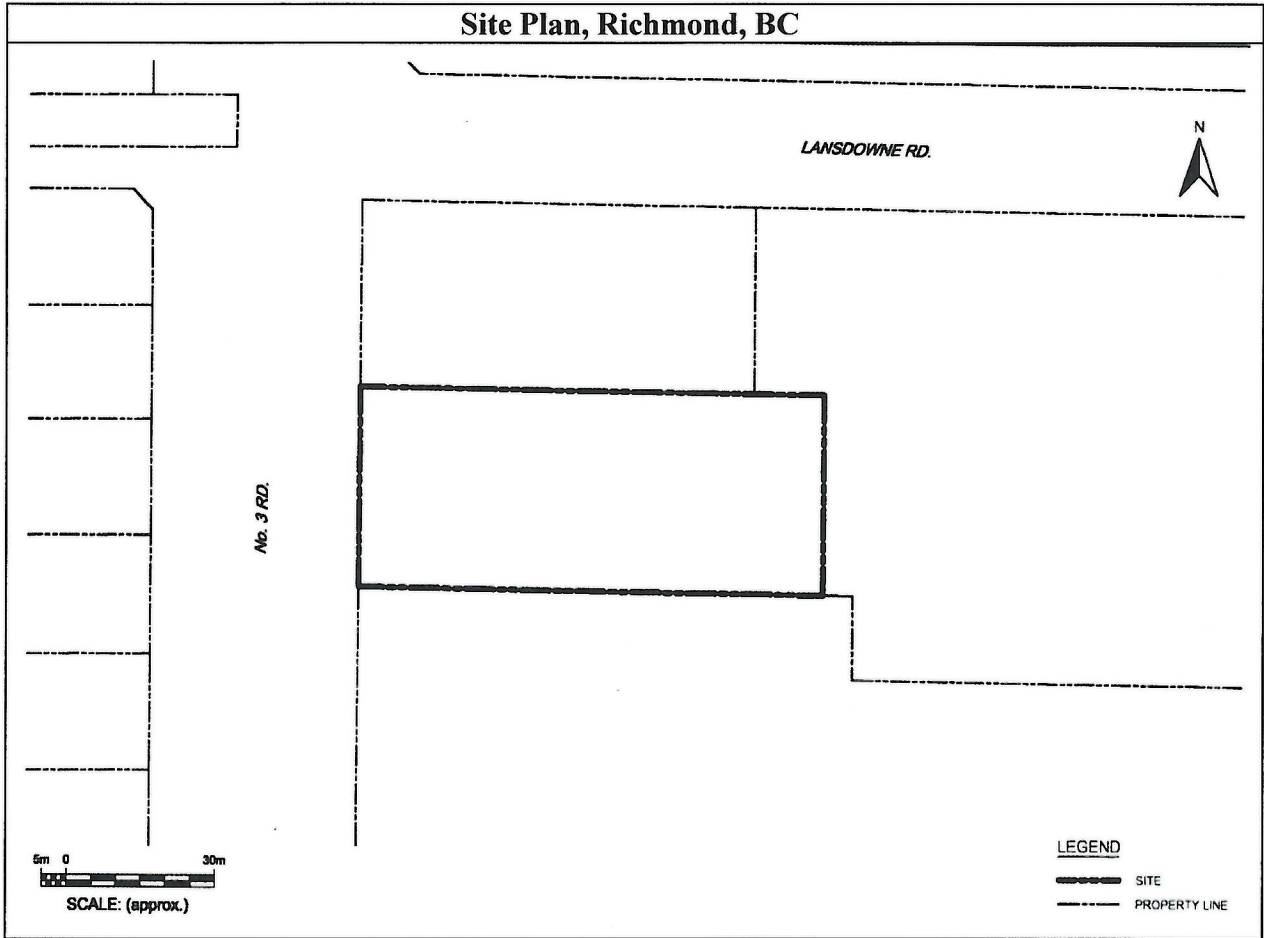 Site Plan, Richmond, BC
LANSDOWNE RD.
N
No. 3 RD.
5m 0 30m
SCALE: (approx.)
LEGEND
SITE
PROPERTY LINE